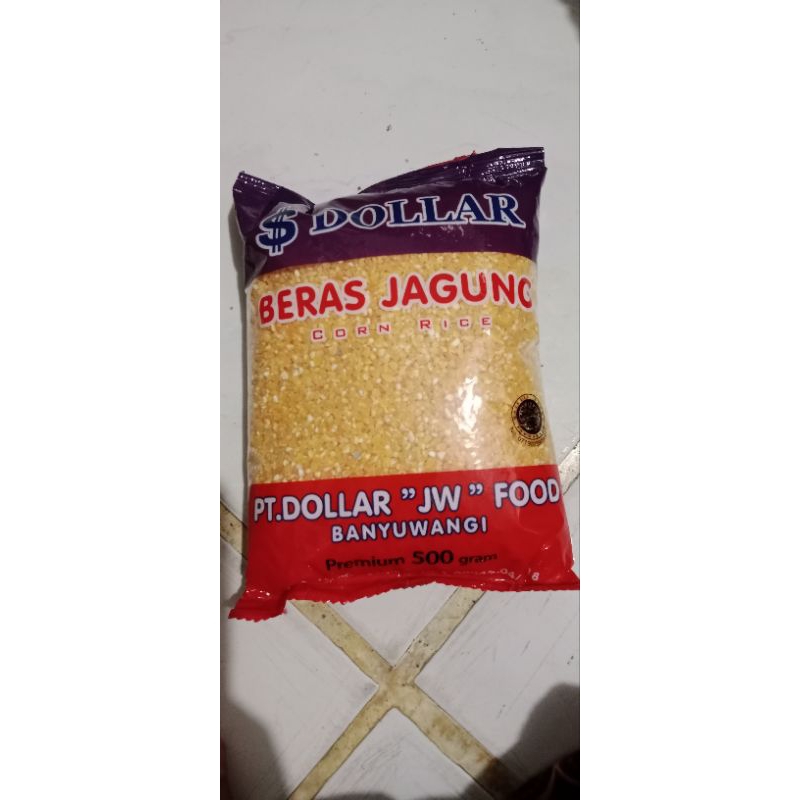 $ DOLLAR
BERAS JAGUNG
CORN RICE
PT.DOLLAR "JW" FOOD
BANYUWANGI
Premium 500 gram